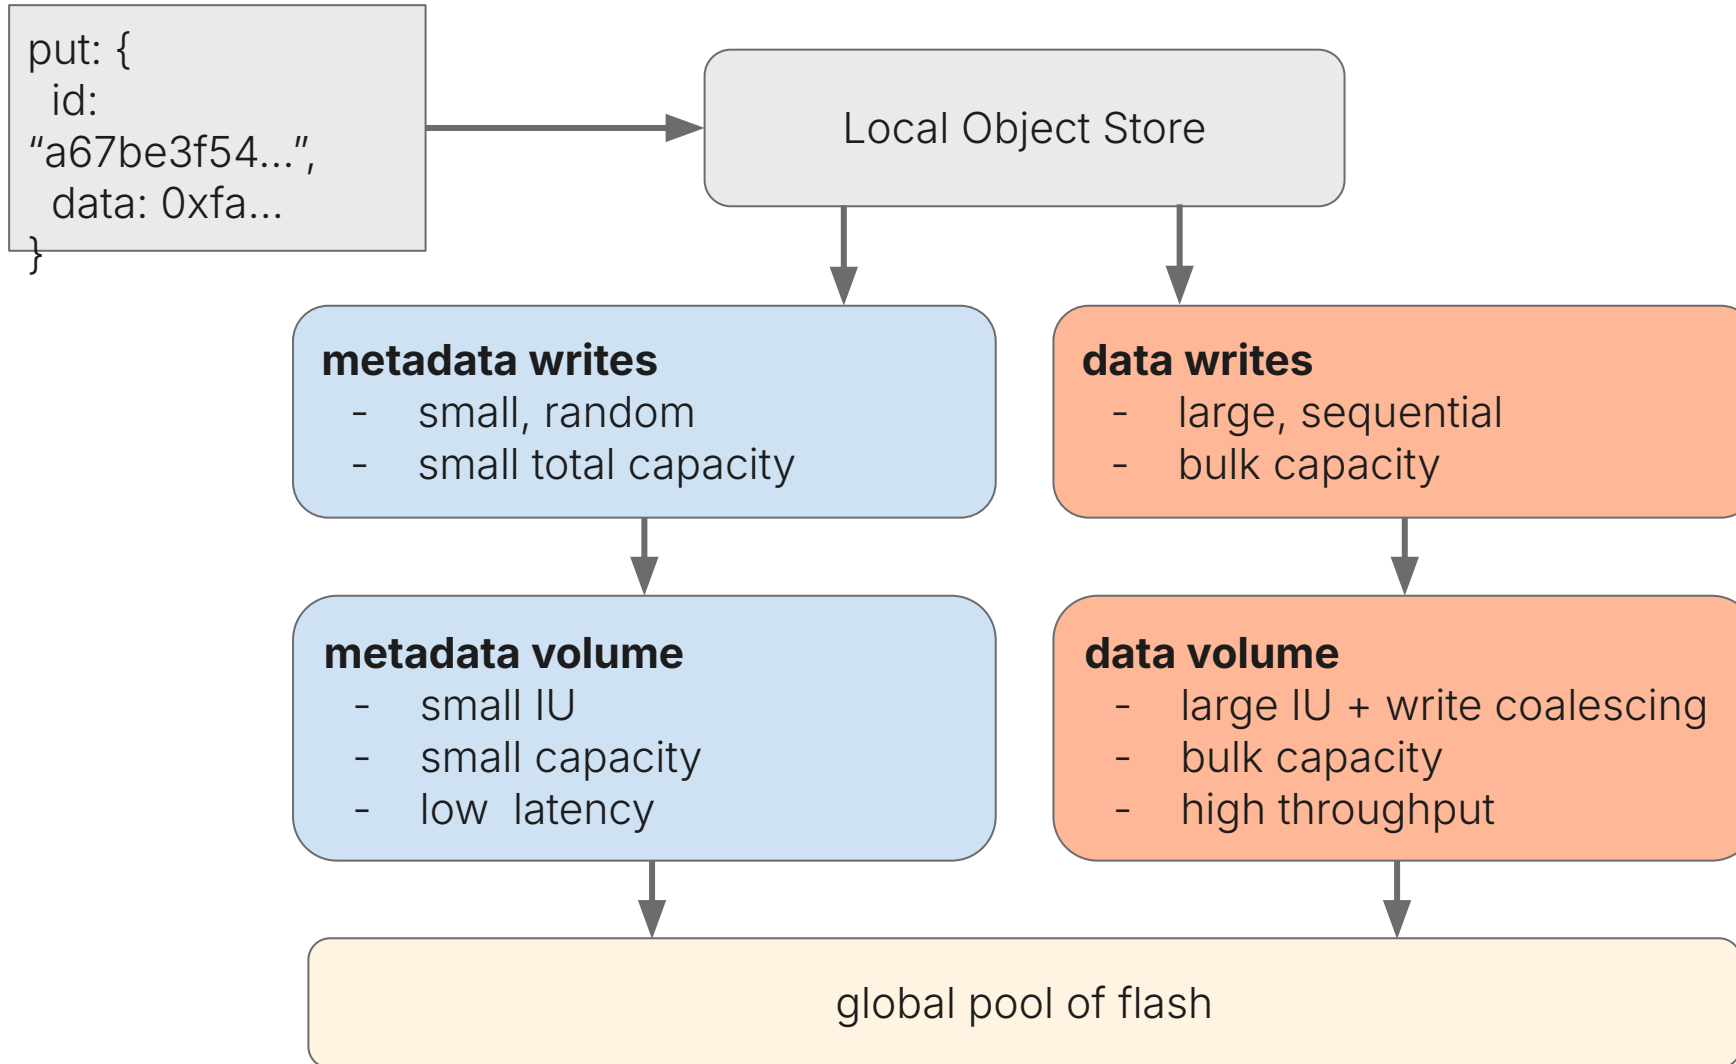 put: {
id:
“a67be3f54...”,
data: 0xfa...
}
Local Object Store
metadata writes
- small, random
- small total capacity
data writes
- large, sequential
- bulk capacity
metadata volume
- small IU
- small capacity
- low  latency
data volume
- large IU + write coalescing
- bulk capacity
- high throughput
global pool of flash